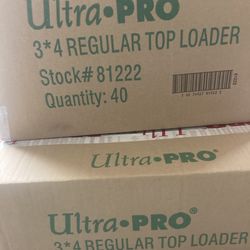 Ultra•PRO®
3*4 REGULAR TOP LOADER
Stock# 81222
Quantity: 40
Ultra•PRO®
Ultra•PRO®
3*4 REGULAR TOP LOADER